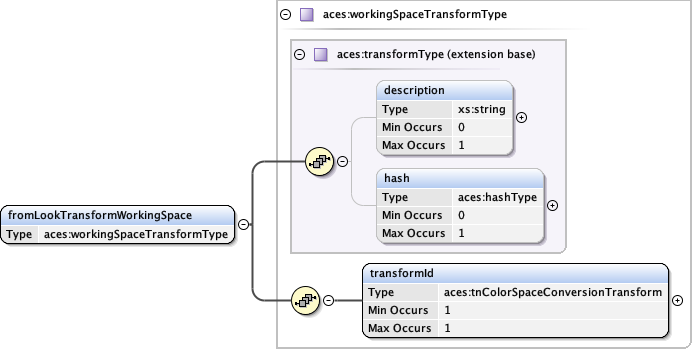 aces:workingSpaceTransformType
aces:transformType (extension base)
description
Type xs:string
Min Occurs 0
Max Occurs 1
hash
Type aces:hashType
Min Occurs 0
Max Occurs 1
fromLookTransformWorkingSpace
Type aces:workingSpaceTransformType
transformId
Type aces:tnColorSpaceConversionTransform
Min Occurs 1
Max Occurs 1